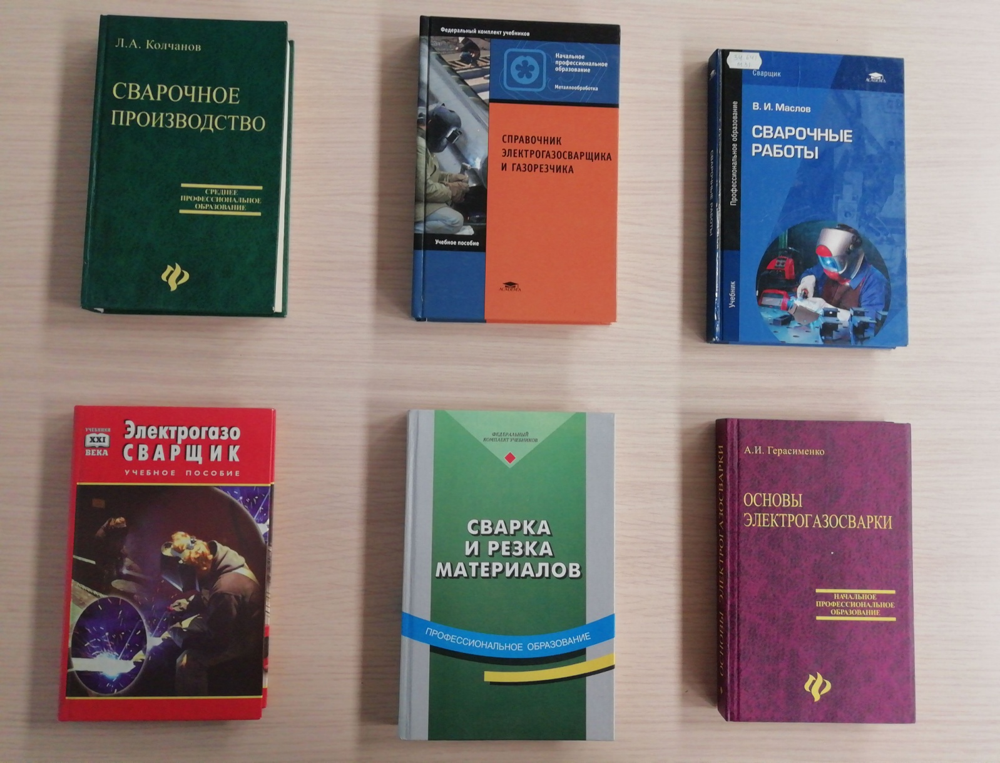 Л.А. Колчанов
СВАРОЧНОЕ
ПРОИЗВОДСТВО
СРЕДНЕЕ
ПРОФЕССИОНАЛЬНОЕ
ОБРАЗОВАНИЕ
Федеральный комплект учебников
Начальное
профессиональное
образование
Металлообработка
СПРАВОЧНИК
ЭЛЕКТРОГАЗОСВАРЩИКА
И ГАЗОРЕЗЧИКА
Учебное пособие
ACADEMA
Сварщик
ACADEMA
В. И. Маслов
СВАРОЧНЫЕ
РАБОТЫ
Профессиональное образование
Учебник
СВАРОЧНЫЕ РАБОТЫ
УЧЕБНИКИ
XXI
ВЕКА
Электрогазо
СВАРЩИК
УЧЕБНОЕ ПОСОБИЕ
ФЕДЕРАЛЬНЫЙ
КОМПЛЕКТ УЧЕБНИКОВ
СВАРКА
И РЕЗКА
МАТЕРИАЛОВ
ПРОФЕССИОНАЛЬНОЕ ОБРАЗОВАНИЕ
А.И. Герасименко
ОСНОВЫ
ЭЛЕКТРОГАЗОСВАРКИ
НАЧАЛЬНОЕ
ПРОФЕССИОНАЛЬНОЕ
ОБРАЗОВАНИЕ
ОСНОВЫ ЭЛЕКТРОГАЗОСВАРКИ